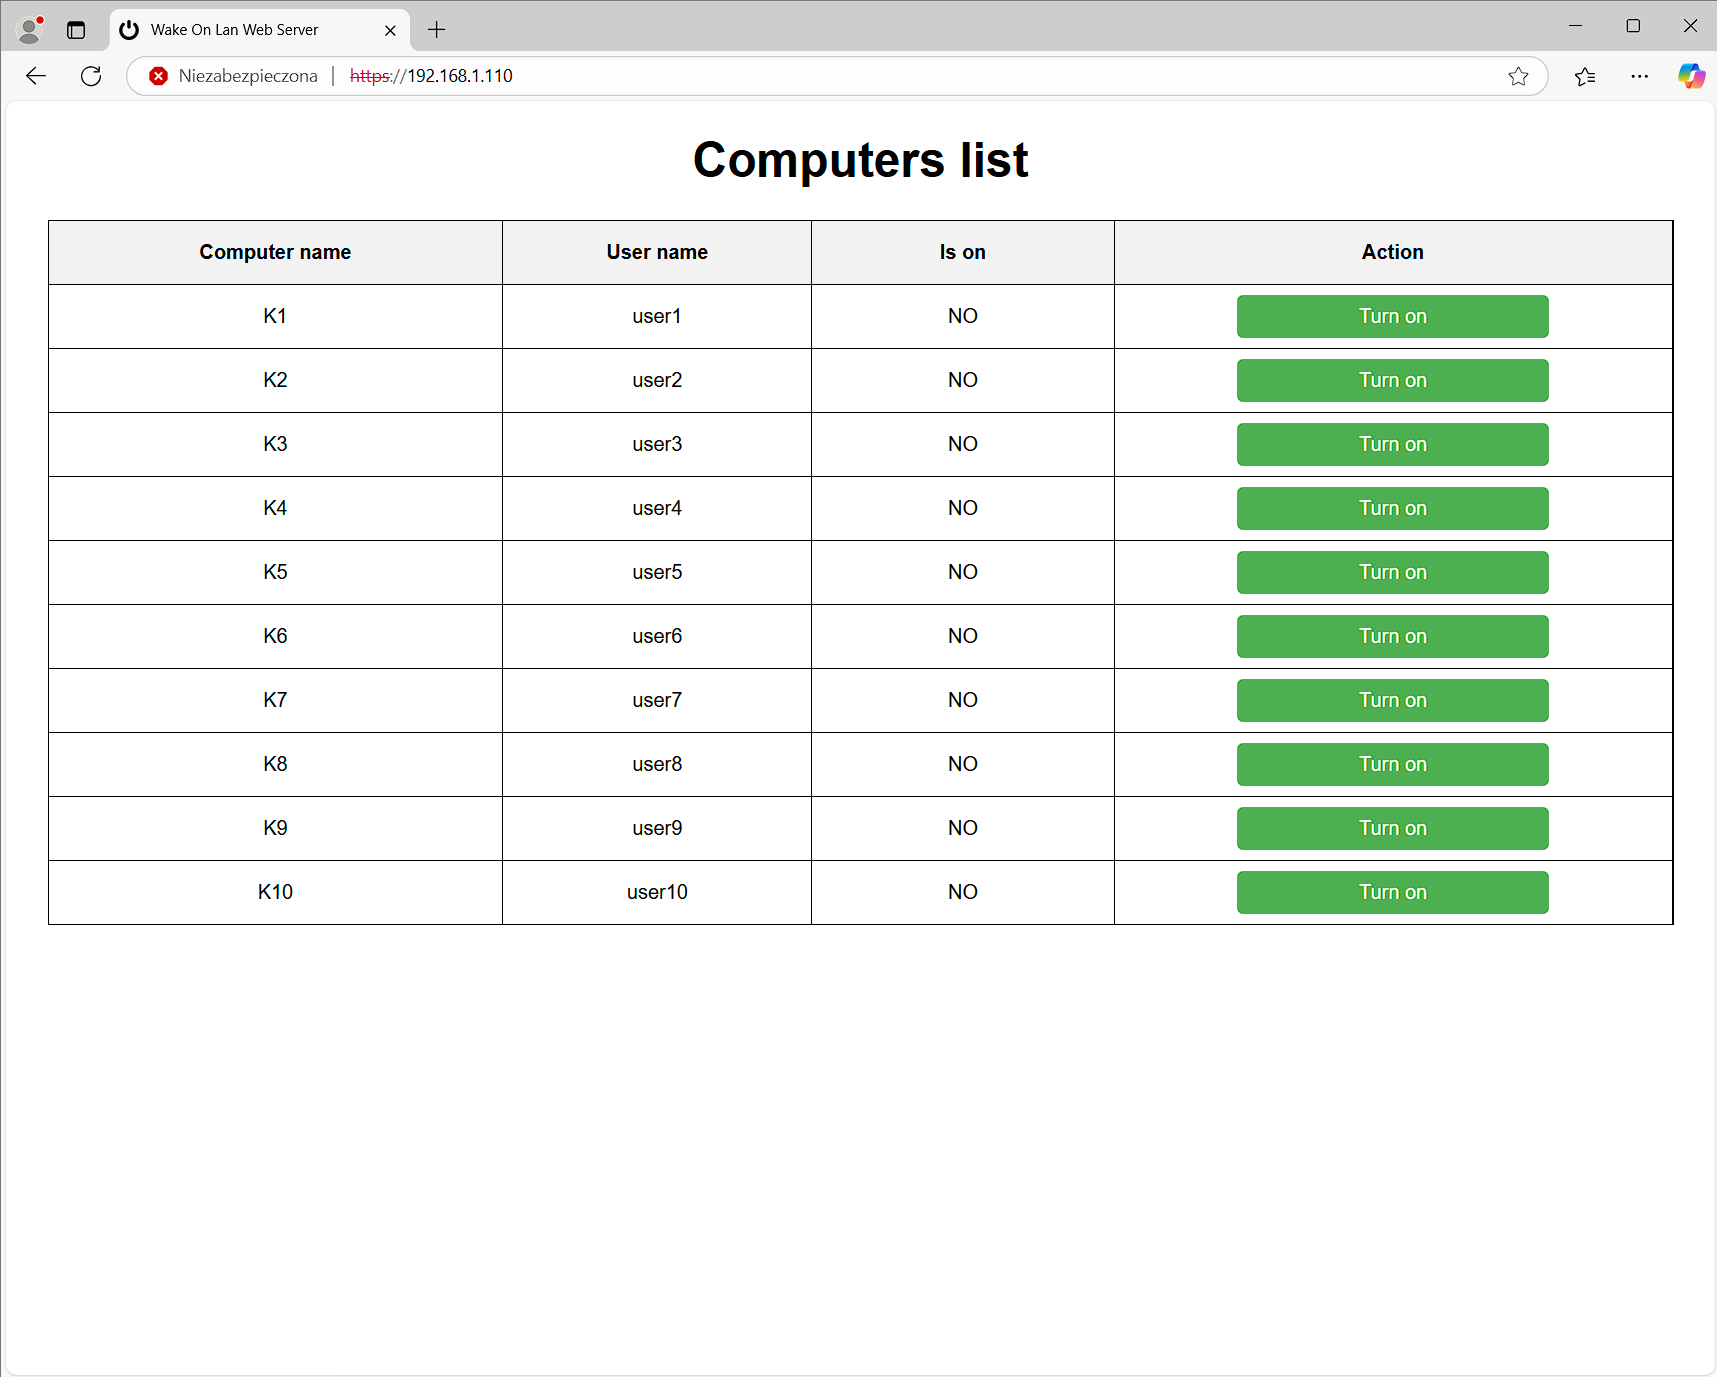 Wake On Lan Web Server
Niezabezpieczona | https://192.168.1.110
Computers list
Computer name User name Is on Action
K1 user1 NO Turn on
K2 user2 NO Turn on
K3 user3 NO Turn on
K4 user4 NO Turn on
K5 user5 NO Turn on
K6 user6 NO Turn on
K7 user7 NO Turn on
K8 user8 NO Turn on
K9 user9 NO Turn on
K10 user10 NO Turn on